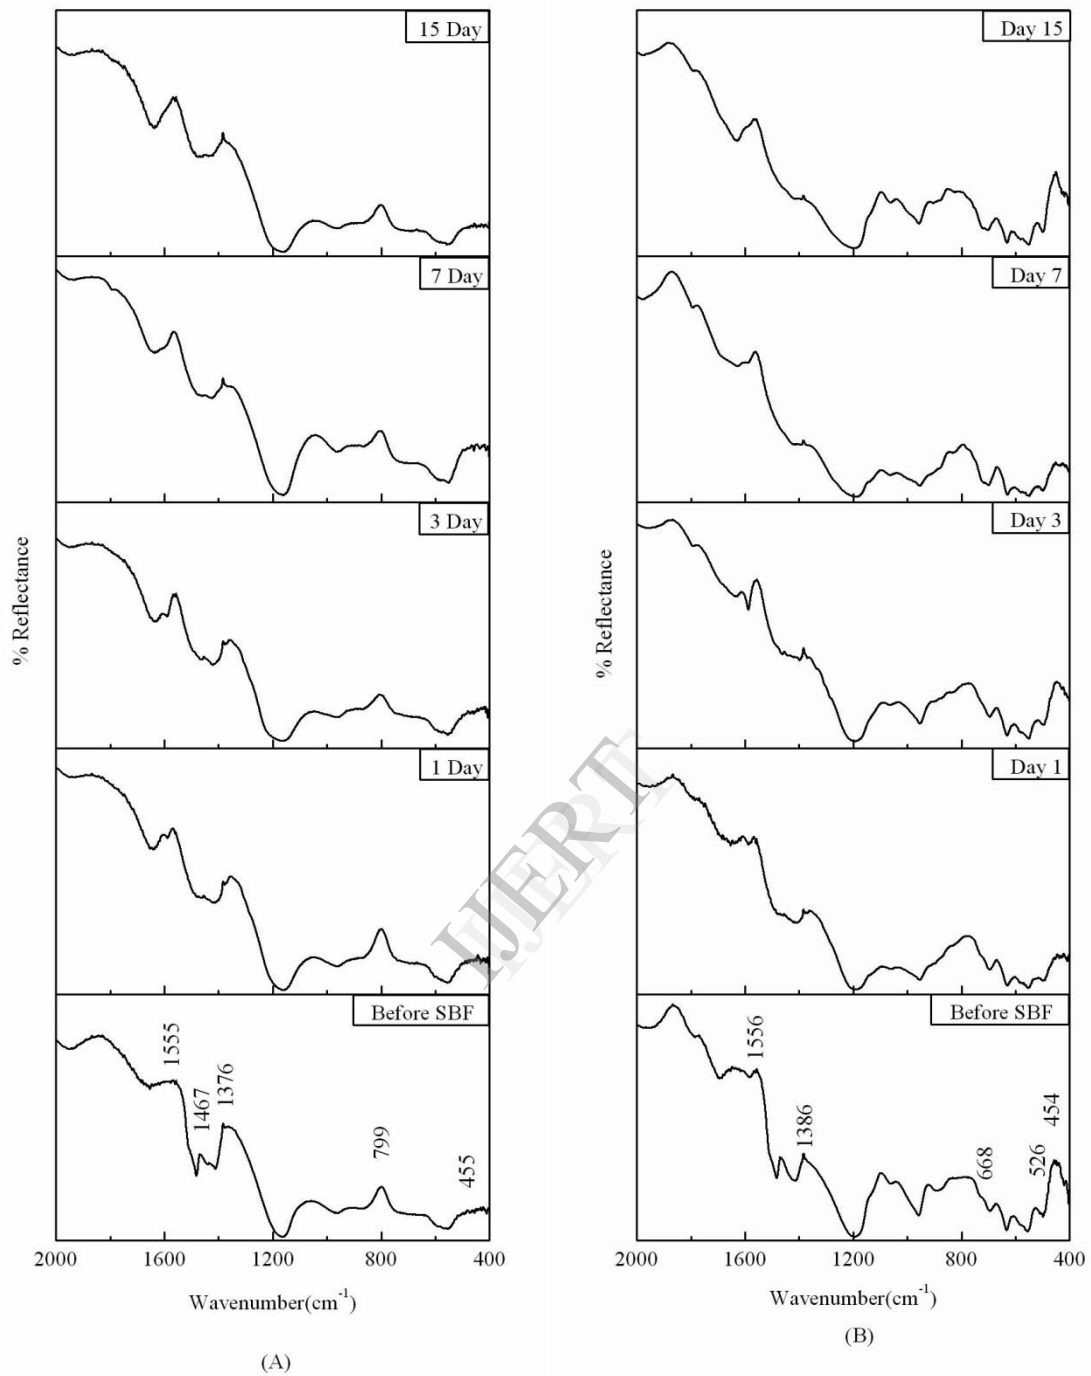 15 Day
7 Day
3 Day
1 Day
Before SBF
1555
1467
1376
799
455
2000
1600
1200
800
400
% Reflectance
Wavenumber(cm-1)
(A)
Day 15
Day 7
Day 3
Day 1
Before SBF
1556
1386
668
526
454
2000
1600
1200
800
400
% Reflectance
Wavenumber(cm-1)
(B)
IJERT